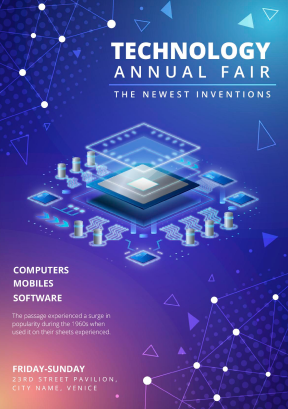 TECHNOLOGY
ANNUAL FAIR
THE NEWEST INVENTIONS
COMPUTERS
MOBILES
SOFTWARE
The passage experienced a surge in
popularity during the 1960s when
used it on their sheets experienced.
FRIDAY-SUNDAY
23RD STREET PAVILION,
CITY NAME, VENICE